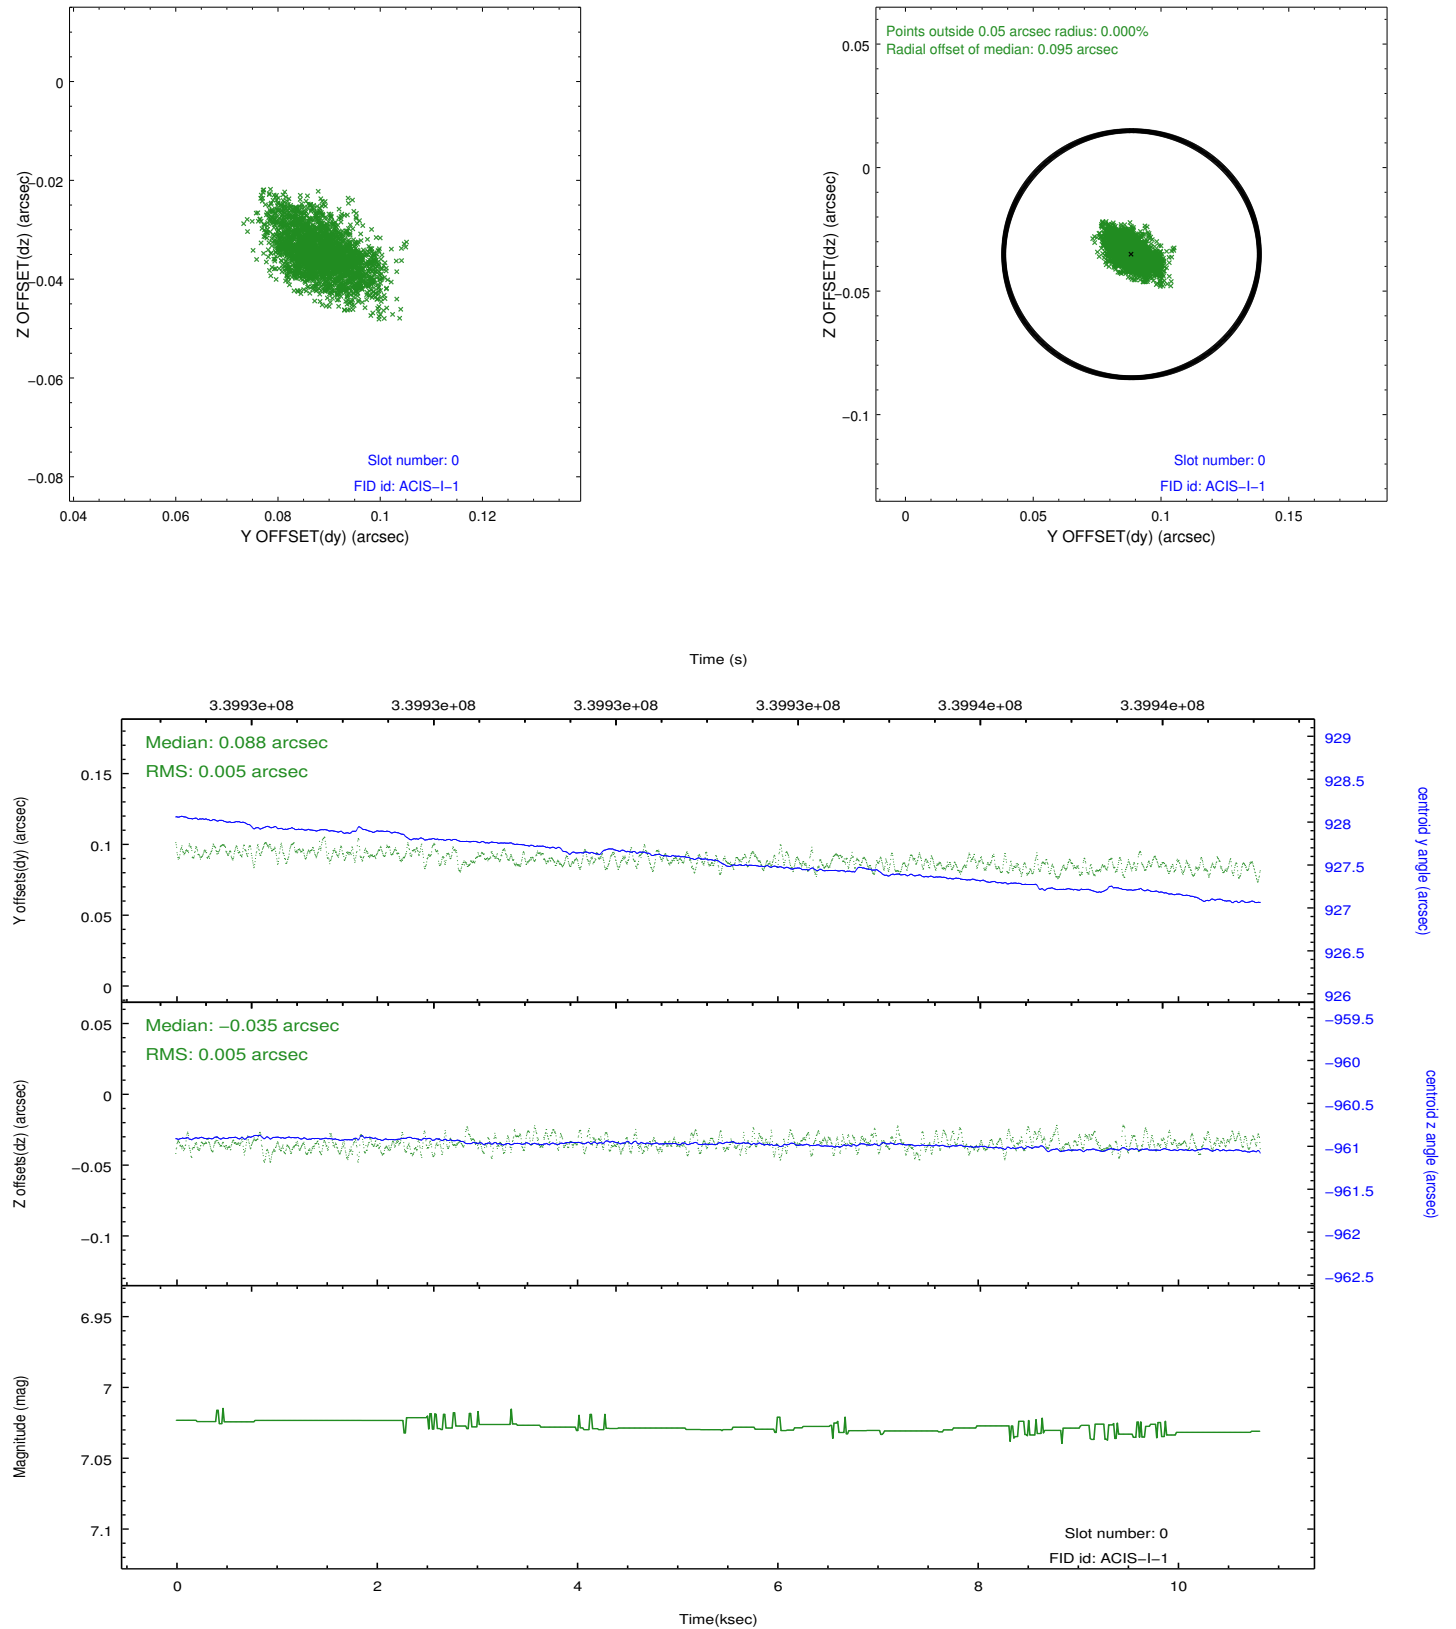 0
−0.02
−0.04
−0.06
−0.08
Z OFFSET(dz) (arcsec)
Slot number: 0
FID id: ACIS−I−1
0.04
0.06
0.08
0.1
0.12
Y OFFSET(dy) (arcsec)
Points outside 0.05 arcsec radius: 0.000%
Radial offset of median: 0.095 arcsec
0.05
0
−0.05
−0.1
Z OFFSET(dz) (arcsec)
Slot number: 0
FID id: ACIS−I−1
0
0.05
0.1
0.15
Y OFFSET(dy) (arcsec)
Time (s)
3.3993e+08
3.3993e+08
3.3993e+08
3.3993e+08
3.3994e+08
3.3994e+08
Median: 0.088 arcsec
RMS: 0.005 arcsec
0.15
0.1
0.05
0
Y offsets(dy) (arcsec)
929
928.5
928
927.5
927
926.5
926
centroid y angle (arcsec)
Median: −0.035 arcsec
RMS: 0.005 arcsec
0.05
0
−0.05
−0.1
Z offsets(dz) (arcsec)
−959.5
−960
−960.5
−961
−961.5
−962
−962.5
centroid z angle (arcsec)
6.95
7
7.05
7.1
Magnitude (mag)
Slot number: 0
FID id: ACIS−I−1
0
2
4
6
8
10
Time(ksec)